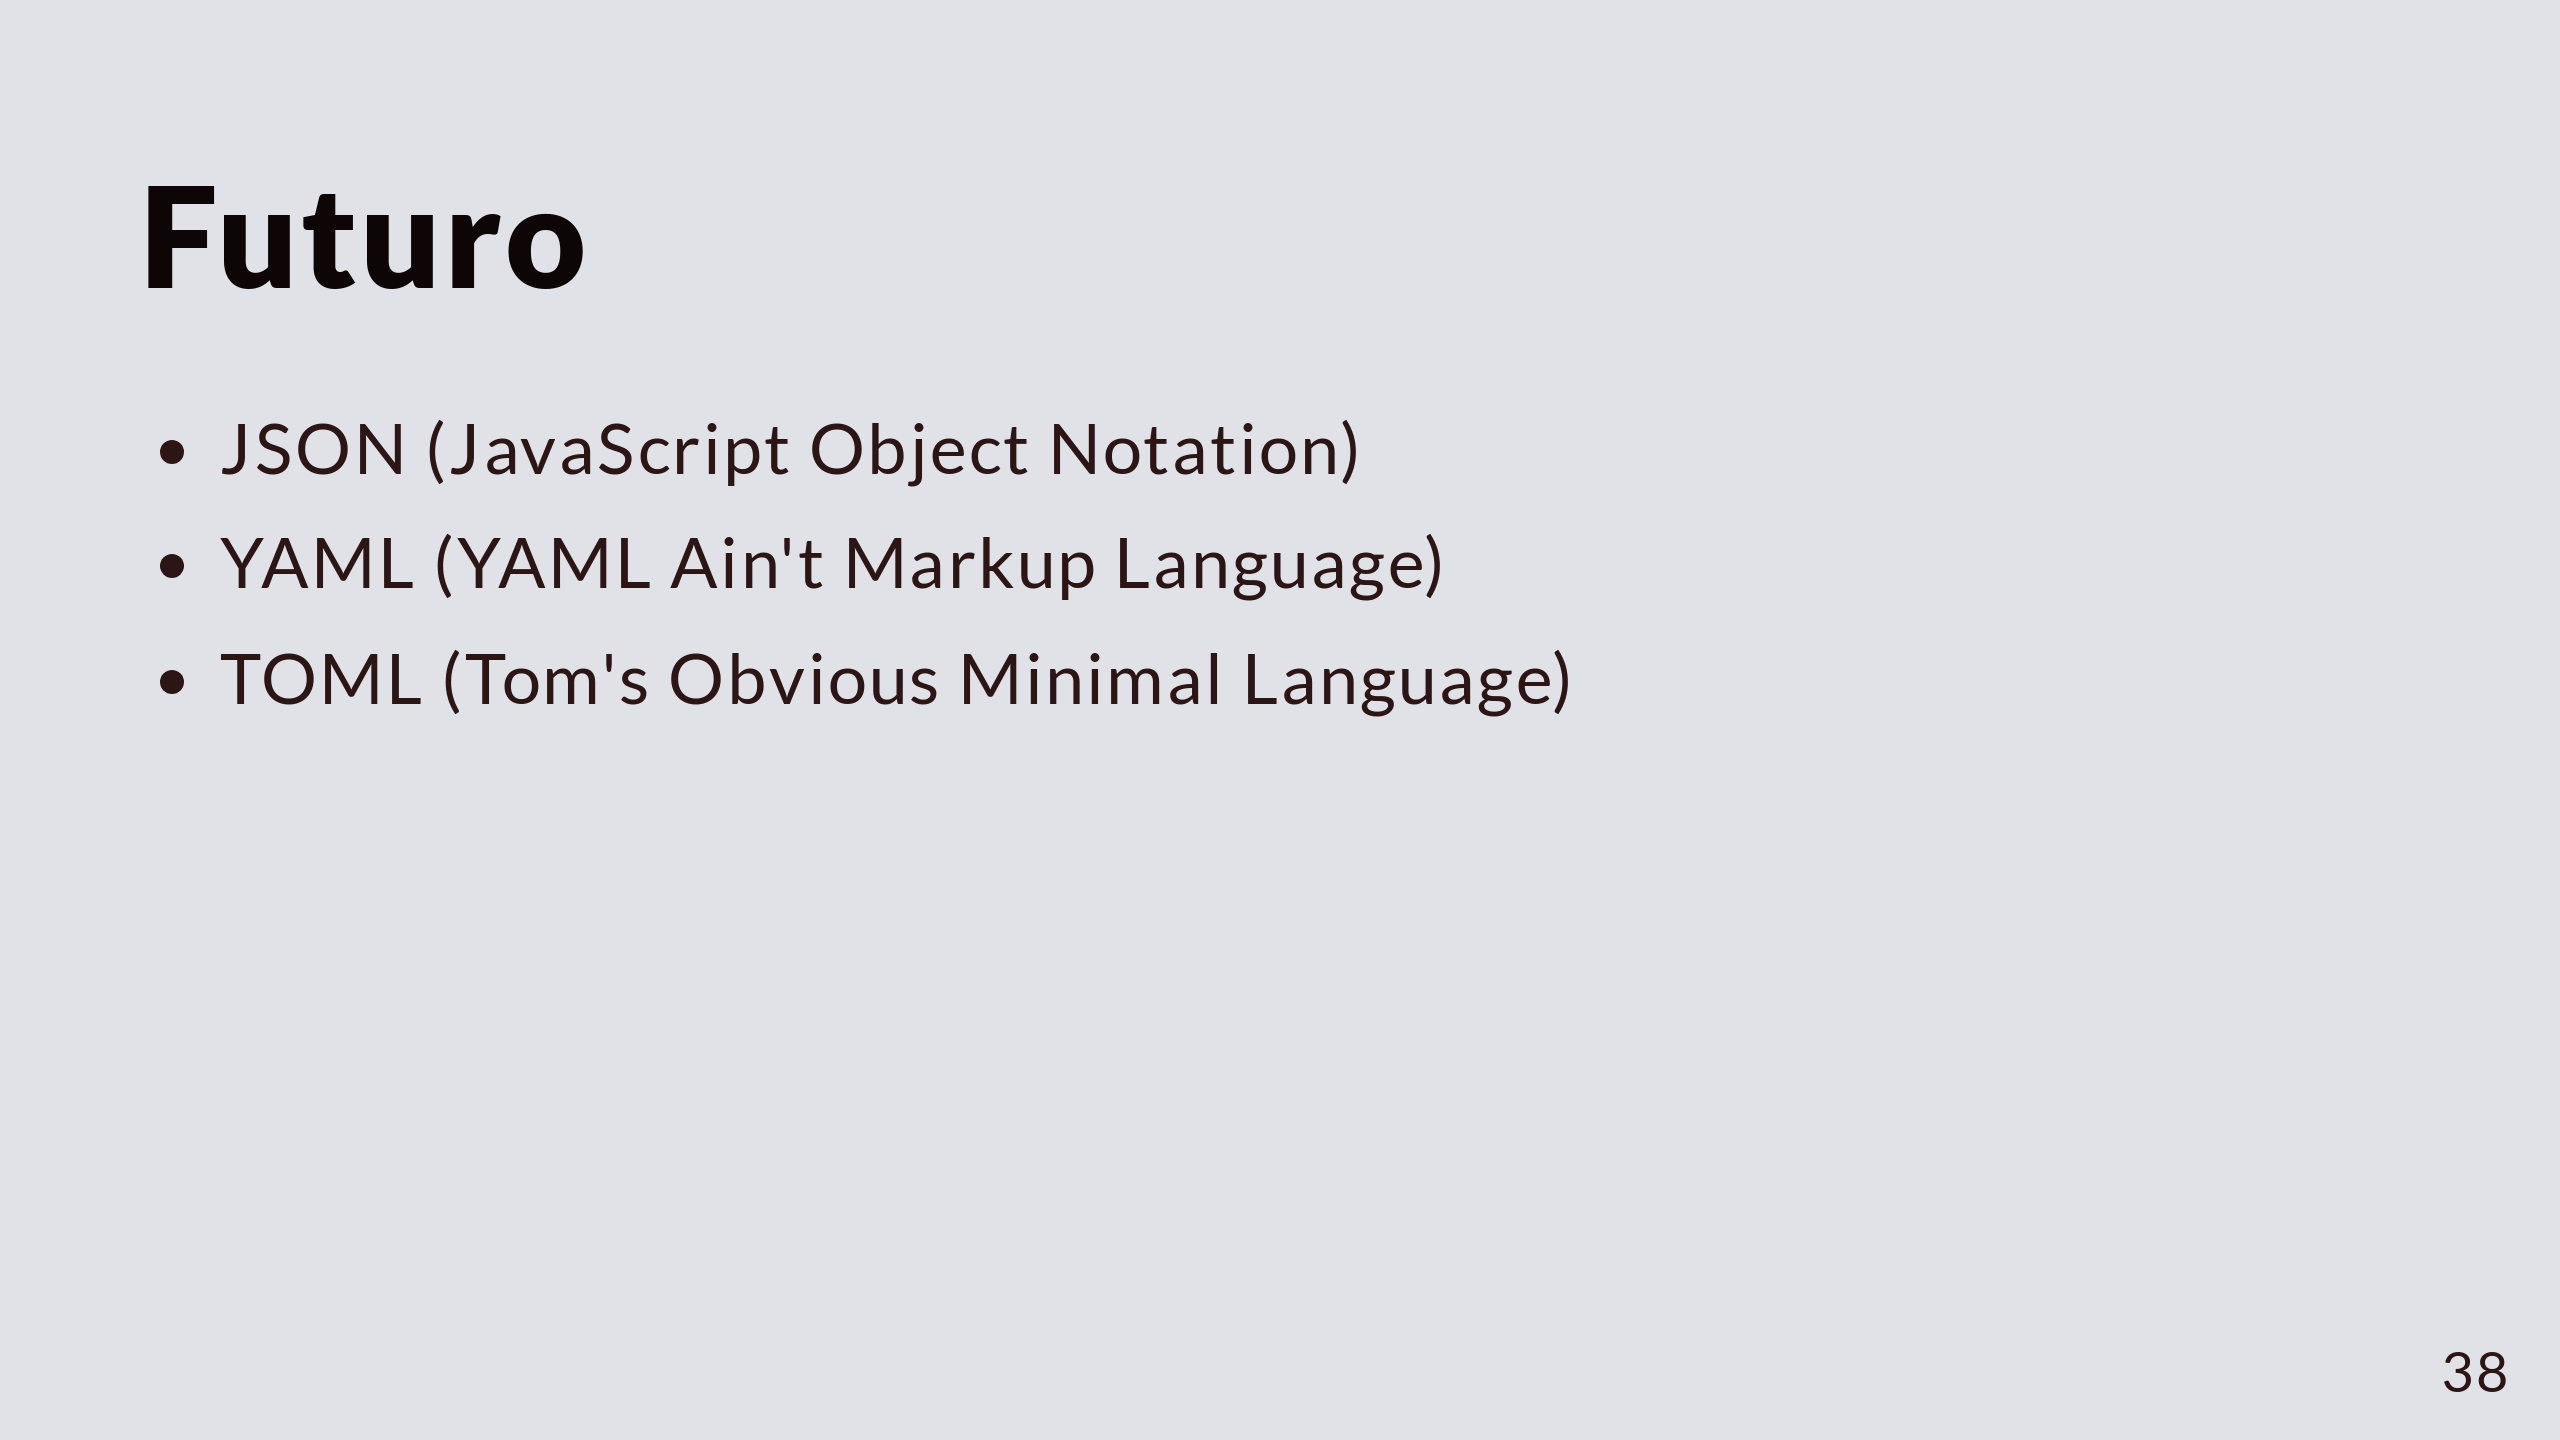 Futuro
• JSON (JavaScript Object Notation)
• YAML (YAML Ain't Markup Language)
• TOML (Tom's Obvious Minimal Language)
38